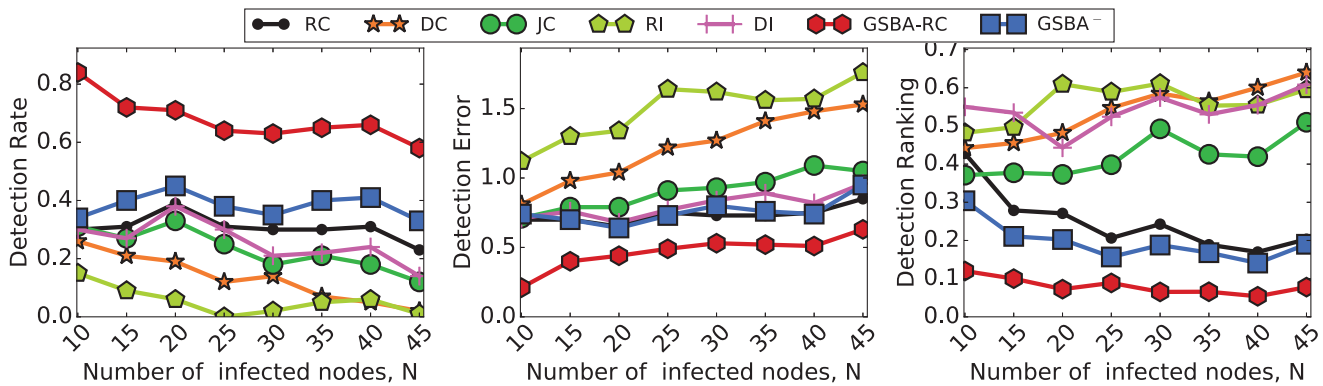 RC DC JC RI DI GSBA-RC GSBA⁻
Detection Rate
0.8
0.6
0.4
0.2
0.0
10 15 20 25 30 35 40 45
Number of infected nodes, N
Detection Error
1.5
1.0
0.5
0.0
10 15 20 25 30 35 40 45
Number of infected nodes, N
Detection Ranking
0.7
0.6
0.5
0.4
0.3
0.2
0.1
0.0
10 15 20 25 30 35 40 45
Number of infected nodes, N